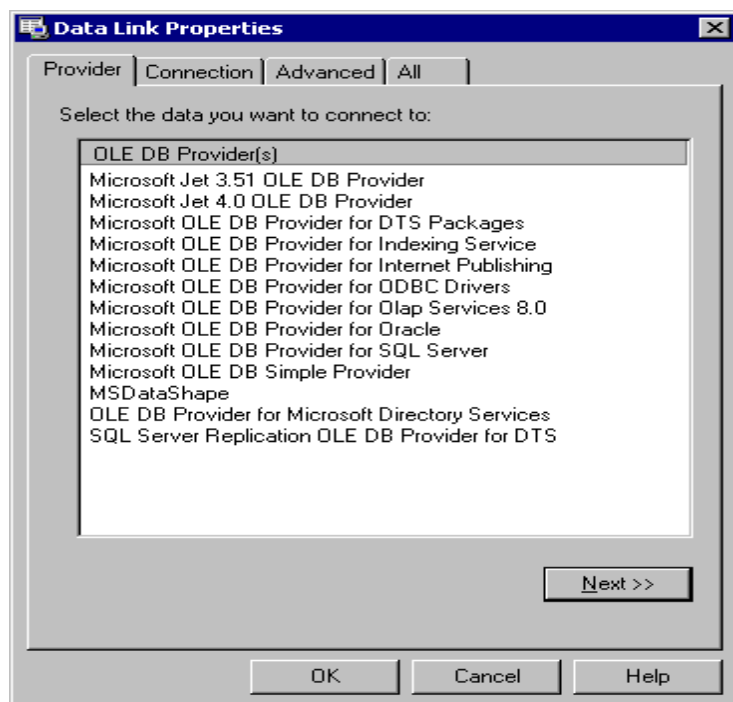 Data Link Properties
Provider Connection Advanced All
Select the data you want to connect to:
OLE DB Provider(s)
Microsoft Jet 3.51 OLE DB Provider
Microsoft Jet 4.0 OLE DB Provider
Microsoft OLE DB Provider for DTS Packages
Microsoft OLE DB Provider for Indexing Service
Microsoft OLE DB Provider for Internet Publishing
Microsoft OLE DB Provider for ODBC Drivers
Microsoft OLE DB Provider for Olap Services 8.0
Microsoft OLE DB Provider for Oracle
Microsoft OLE DB Provider for SQL Server
Microsoft OLE DB Simple Provider
MSDataShape
OLE DB Provider for Microsoft Directory Services
SQL Server Replication OLE DB Provider for DTS
Next >>
OK Cancel Help